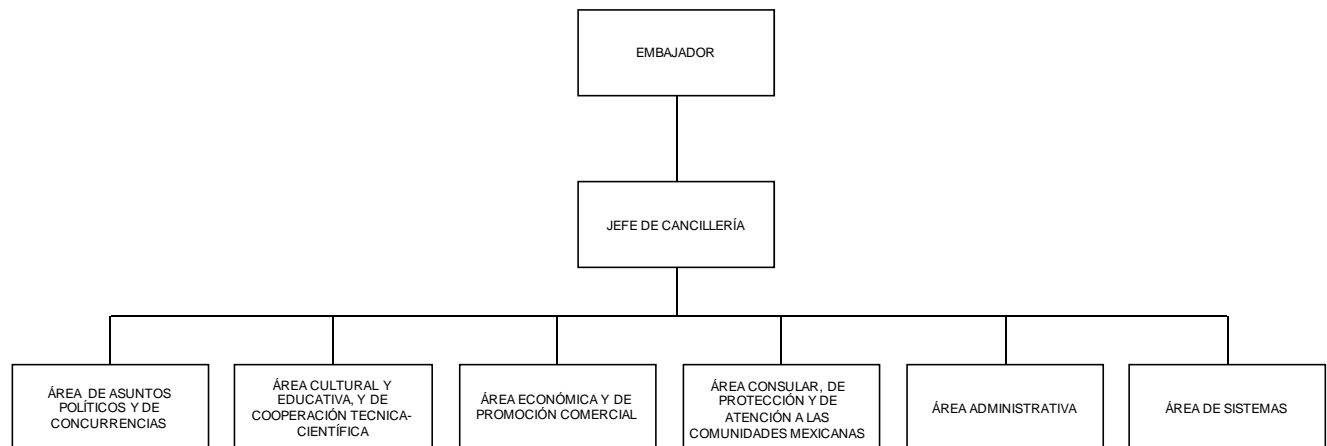 EMBAJADOR
JEFE DE CANCILLERÍA
ÁREA DE ASUNTOS
POLÍTICOS Y DE
CONCURRENCIAS
ÁREA CULTURAL Y
EDUCATIVA, Y DE
COOPERACIÓN TECNICA-
CIENTÍFICA
ÁREA ECONÓMICA Y DE
PROMOCIÓN COMERCIAL
ÁREA CONSULAR, DE
PROTECCIÓN Y DE
ATENCIÓN A LAS
COMUNIDADES MEXICANAS
ÁREA ADMINISTRATIVA
ÁREA DE SISTEMAS